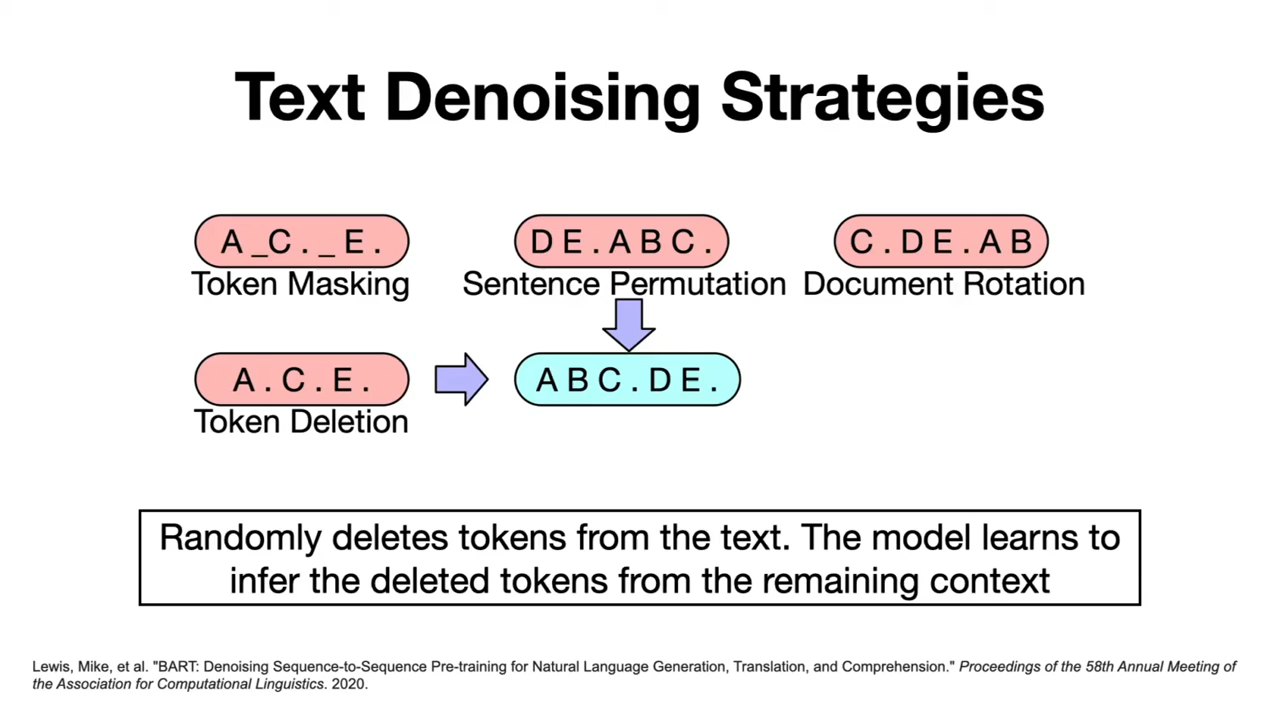 Text Denoising Strategies
A _C . _ E .
D E . A B C .
C . D E . A B
Token Masking
Sentence Permutation
Document Rotation
A . C . E .
A B C . D E .
Token Deletion
Randomly deletes tokens from the text. The model learns to
infer the deleted tokens from the remaining context
Lewis, Mike, et al. "BART: Denoising Sequence-to-Sequence Pre-training for Natural Language Generation, Translation, and Comprehension." Proceedings of the 58th Annual Meeting of
the Association for Computational Linguistics. 2020.